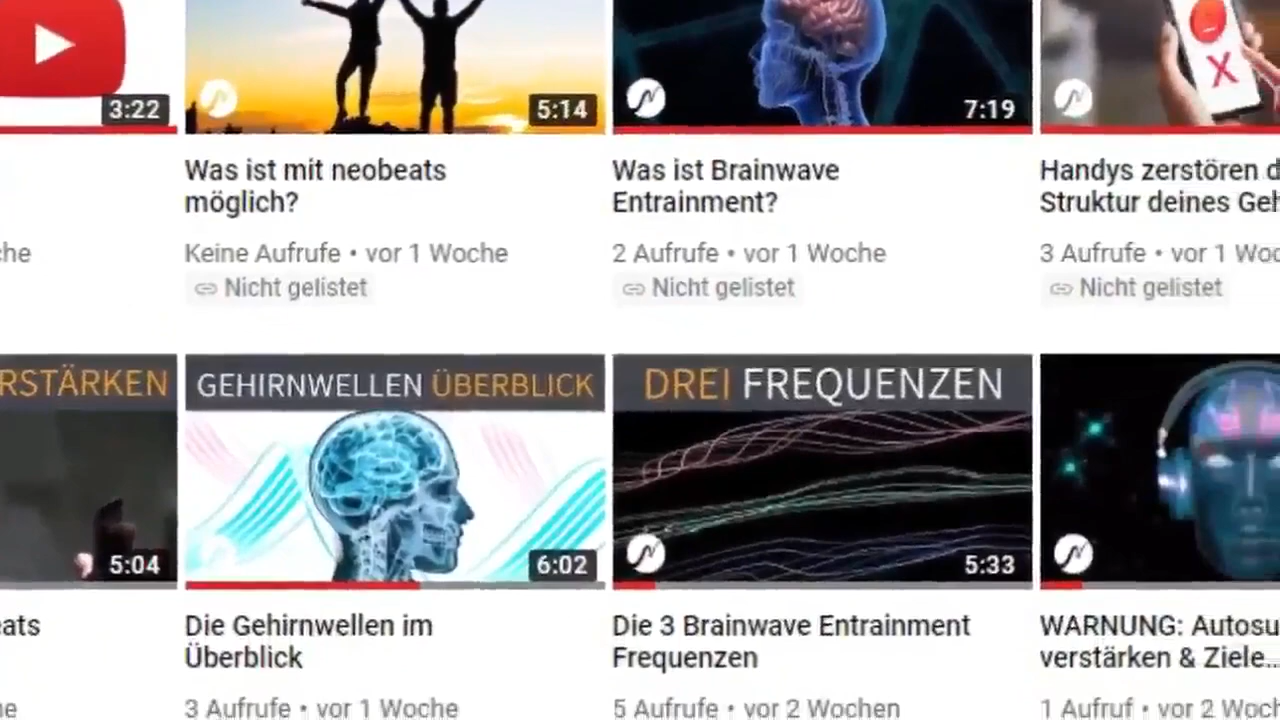 3:22
5:14
7:19
Was ist mit neobeats
möglich?
Was ist Brainwave
Entrainment?
Handys zerstören d
Struktur deines Geh
che
Keine Aufrufe • vor 1 Woche
2 Aufrufe • vor 1 Woche
3 Aufrufe • vor 1 Woc
Nicht gelistet
Nicht gelistet
Nicht gelistet
RSTÄRKEN
GEHIRNWELLEN ÜBERBLICK
DREI FREQUENZEN
5:04
6:02
5:33
eats
Die Gehirnwellen im
Überblick
Die 3 Brainwave Entrainment
Frequenzen
WARNUNG: Autosu
verstärken & Ziele...
he
3 Aufrufe • vor 1 Woche
5 Aufrufe • vor 2 Wochen
1 Aufruf • vor 2 Woch